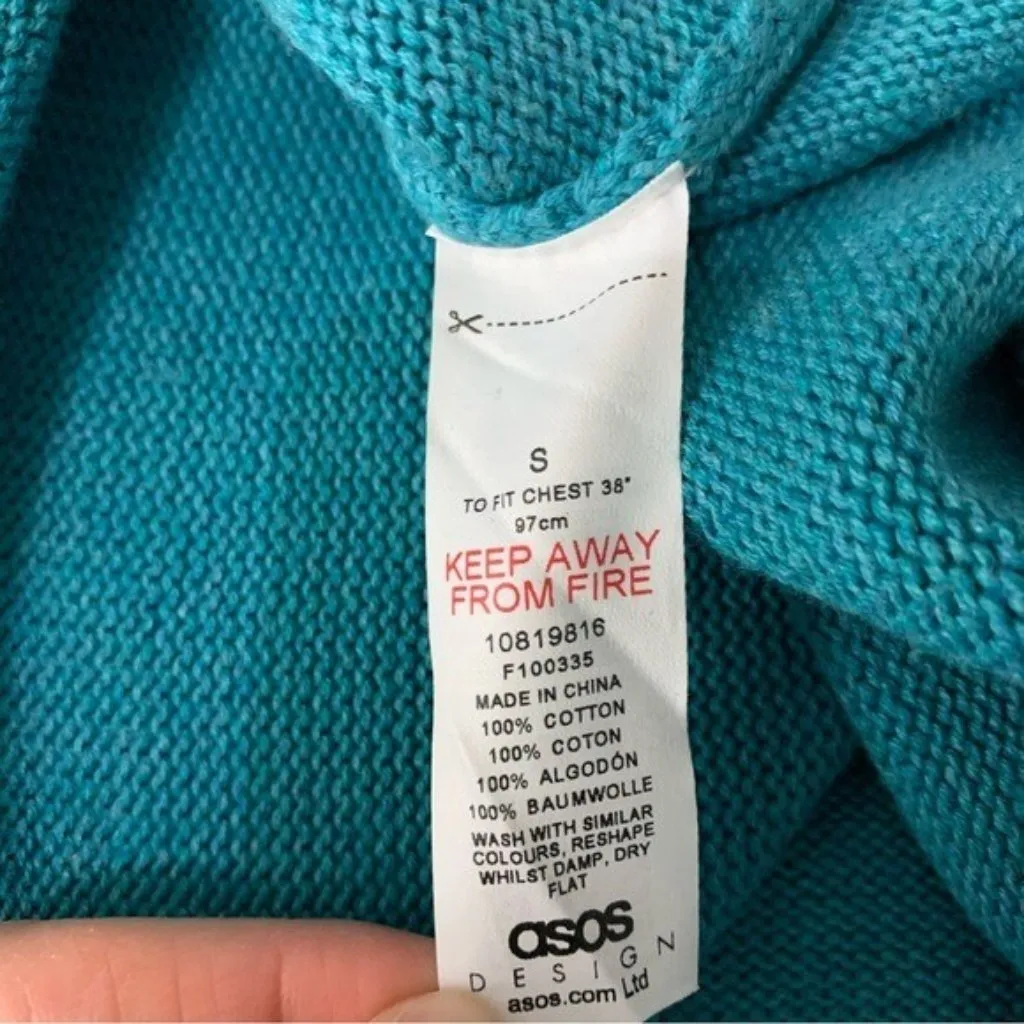 S
TO FIT CHEST 38"
97cm
KEEP AWAY
FROM FIRE
10819816
F100335
MADE IN CHINA
100% COTTON
100% COTON
100% ALGODÓN
100% BAUMWOLLE
WASH WITH SIMILAR
COLOURS, RESHAPE
WHILST DAMP, DRY
FLAT
asos
DESIGN
asos.com Ltd